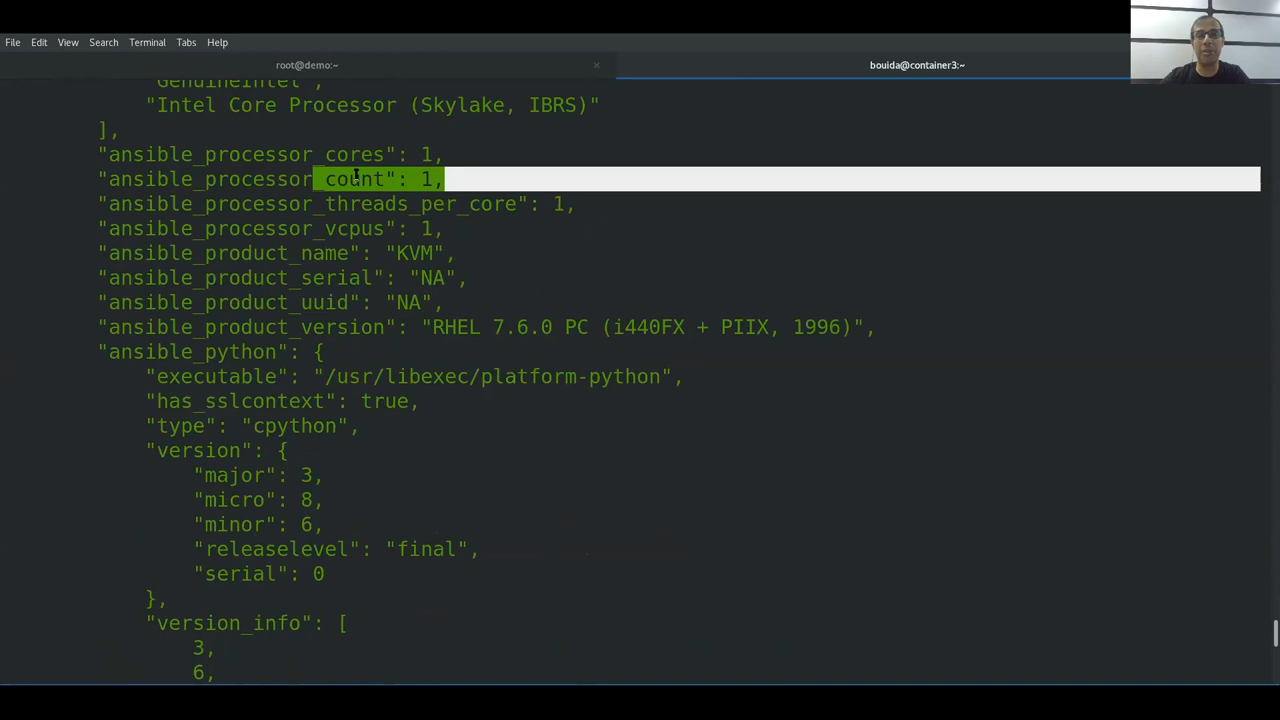 File Edit View Search Terminal Tabs Help
root@demo:~ ×
bouida@container3:~
"GenuineIntel",
"Intel Core Processor (Skylake, IBRS)"
],
"ansible_processor_cores": 1,
"ansible_processor_count": 1,
"ansible_processor_threads_per_core": 1,
"ansible_processor_vcpus": 1,
"ansible_product_name": "KVM",
"ansible_product_serial": "NA",
"ansible_product_uuid": "NA",
"ansible_product_version": "RHEL 7.6.0 PC (i440FX + PIIX, 1996)",
"ansible_python": {
"executable": "/usr/libexec/platform-python",
"has_sslcontext": true,
"type": "cpython",
"version": {
"major": 3,
"micro": 8,
"minor": 6,
"releaselevel": "final",
"serial": 0
},
"version_info": [
3,
6,